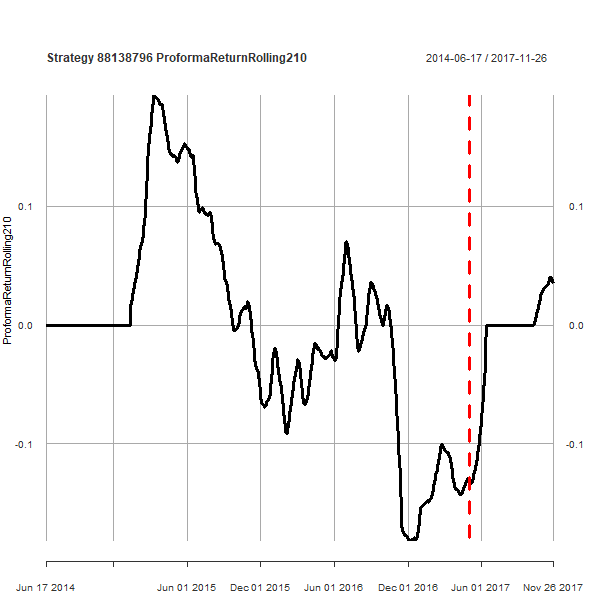 Strategy 88138796 ProformaReturnRolling210
2014-06-17 / 2017-11-26
ProformaReturnRolling210
0.1
0.1
0.0
0.0
-0.1
-0.1
Jun 17 2014
Jun 01 2015
Dec 01 2015
Jun 01 2016
Dec 01 2016
Jun 01 2017
Nov 26 2017